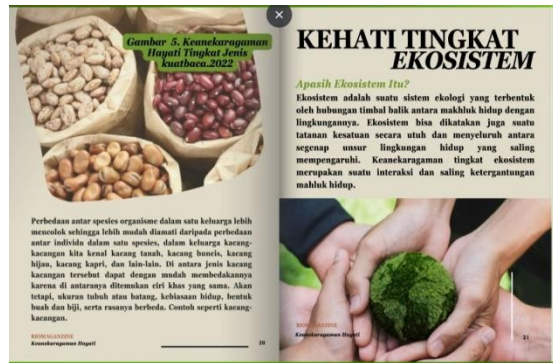 Gambar 5. Keanekaragaman
Hayati Tingkat Jenis
kuatbaca.2022
Perbedaan antar spesies organisme dalam satu keluarga lebih
mencolok sehingga lebih mudah diamati daripada perbedaan
antar individu dalam satu spesies, dalam keluarga kacang-
kacangan kita kenal kacang tanah, kacang buncis, kacang
hijau, kacang kapri, dan lain-lain. Di antara jenis kacang
kacangan tersebut dapat dengan mudah membedakannya
karena di antaranya ditemukan ciri khas yang sama. Akan
tetapi, ukuran tubuh atau batang, kebiasaan hidup, bentuk
buah dan biji, serta rasanya berbeda. Contoh seperti kacang-
kacangan.
BIOMAGANZINE
Keanekaragaman Hayati
20
KEHATI TINGKAT
EKOSISTEM
Apasih Ekosistem Itu?
Ekosistem adalah suatu sistem ekologi yang terbentuk
oleh hubungan timbal balik antara makhluk hidup dengan
lingkungannya. Ekosistem bisa dikatakan juga suatu
tatanan kesatuan secara utuh dan menyeluruh antara
segenap unsur lingkungan hidup yang saling
mempengaruhi. Keanekaragaman tingkat ekosistem
merupakan suatu interaksi dan saling ketergantungan
mahluk hidup.
BIOMAGANZINE
Keanekaragaman Hayati
21